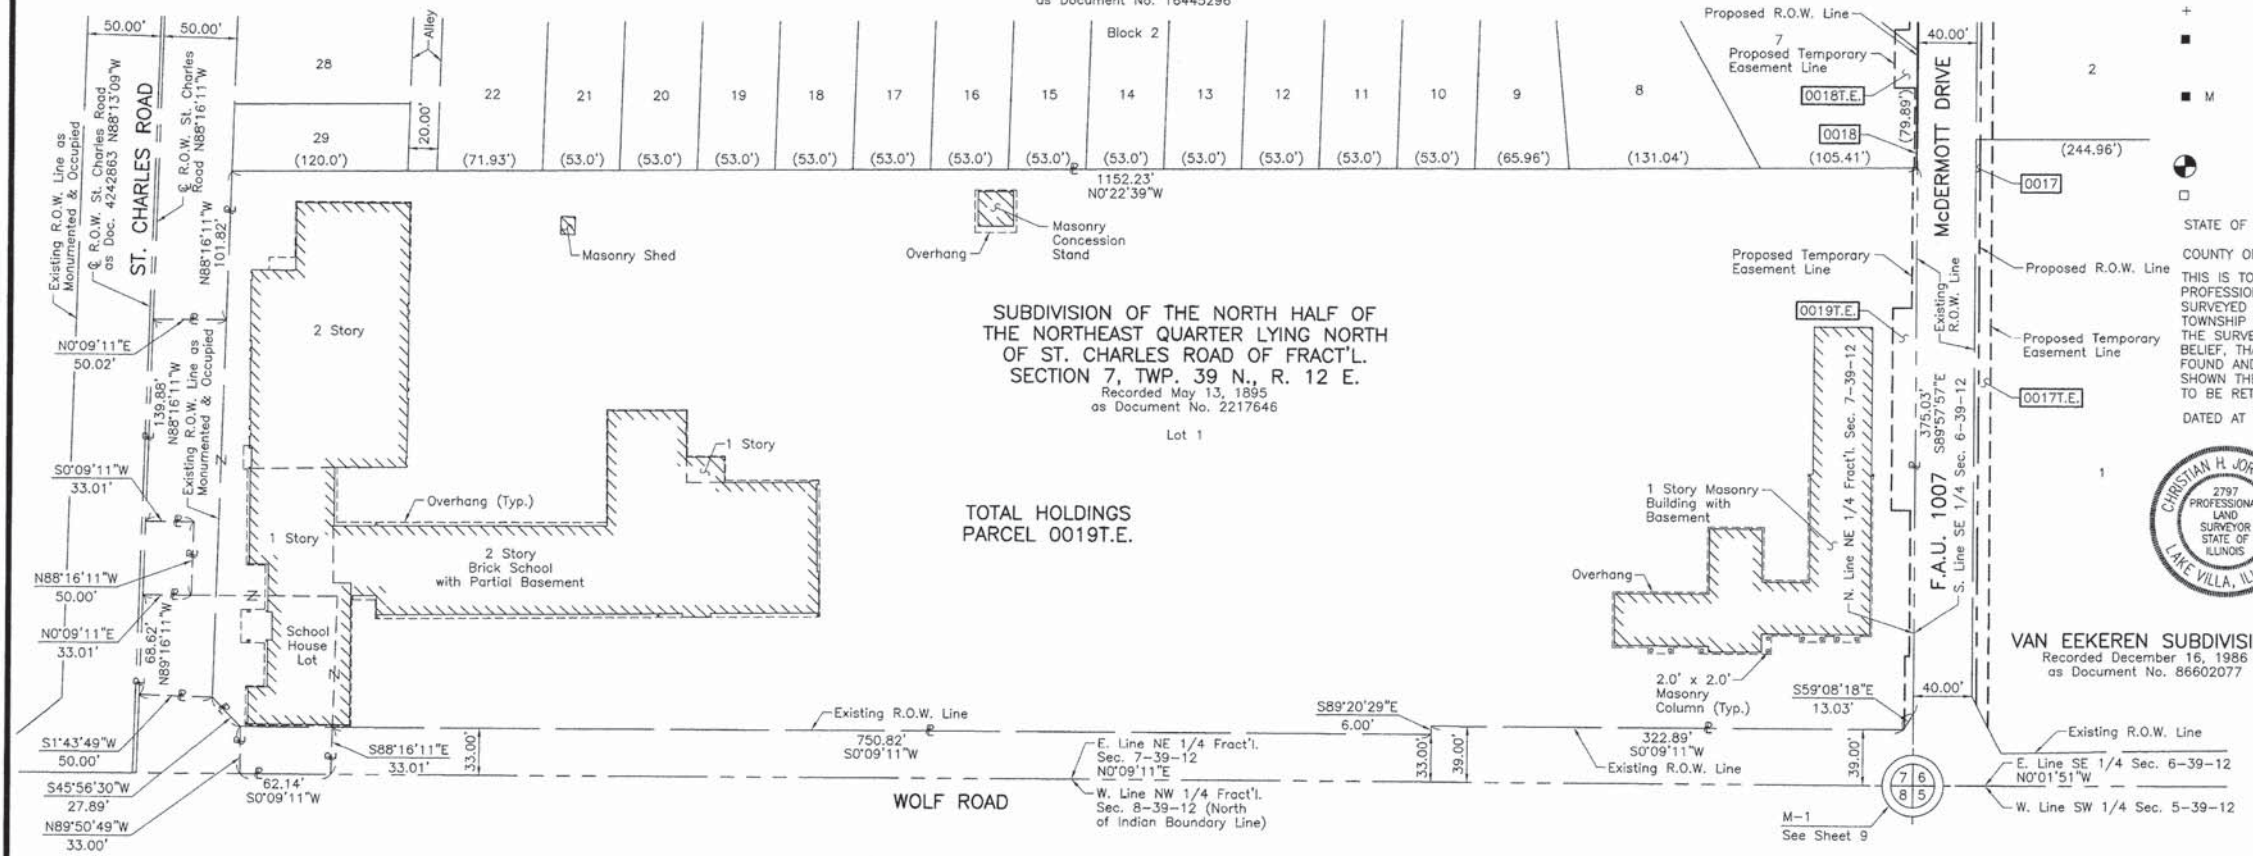 as Document No. 16445296
Block 2
50.00'
50.00'
Alley
28
29
(120.0')
20.00'
22
(71.93')
21
(53.0')
20
(53.0')
19
(53.0')
18
(53.0')
17
(53.0')
16
(53.0')
15
(53.0')
14
(53.0')
13
(53.0')
12
(53.0')
11
(53.0')
10
(53.0')
9
(65.96')
8
(131.04')
7
(105.41')
(79.89')
Proposed R.O.W. Line
Proposed Temporary
Easement Line
0018T.E.
0018
40.00'
McDERMOTT DRIVE
2
(244.96')
0017
M
STATE OF
COUNTY O
THIS IS TO
PROFESSIO
SURVEYED
TOWNSHIP
THE SURVE
BELIEF, TH
FOUND AND
SHOWN THE
TO BE RET
DATED AT
Existing R.O.W. Line as
Monumented & Occupied
℄ R.O.W. St. Charles Road
as Doc. 4242863 N88°13'09"W
ST. CHARLES ROAD
℄ R.O.W. St. Charles
Road N88°16'11"W
N88°16'11"W
101.82'
1152.23'
N0°22'39"W
Masonry Shed
Overhang
Masonry
Concession
Stand
Proposed Temporary
Easement Line
0019T.E.
Existing
R.O.W. Line
Proposed R.O.W. Line
Proposed Temporary
Easement Line
0017T.E.
N0°09'11"E
50.02'
139.88'
N88°16'11"W
Existing R.O.W. Line as
Monumented & Occupied
2 Story
SUBDIVISION OF THE NORTH HALF OF
THE NORTHEAST QUARTER LYING NORTH
OF ST. CHARLES ROAD OF FRACT'L.
SECTION 7, TWP. 39 N., R. 12 E.
Recorded May 13, 1895
as Document No. 2217646
Lot 1
TOTAL HOLDINGS
PARCEL 0019T.E.
S0°09'11"W
33.01'
1 Story
Overhang (Typ.)
1 Story
2 Story
Brick School
with Partial Basement
N88°16'11"W
50.00'
N0°09'11"E
33.01'
68.62'
N89°16'11"W
School
House
Lot
1 Story Masonry
Building with
Basement
Overhang
2.0' x 2.0'
Masonry
Column (Typ.)
N. Line NE 1/4 Fract'l. Sec. 7-39-12
F.A.U. 1007
375.03'
S89°57'57"E
S. Line SE 1/4 Sec. 6-39-12
1
CHRISTIAN H. JOR
2797
PROFESSIONA
LAND
SURVEYOR
STATE OF
ILLINOIS
LAKE VILLA, ILL
VAN EEKEREN SUBDIVISI
Recorded December 16, 1986
as Document No. 86602077
S1°43'49"W
50.00'
S45°56'30"W
27.89'
N89°50'49"W
33.00'
62.14'
S0°09'11"W
S88°16'11"E
33.01'
33.00'
Existing R.O.W. Line
750.82'
S0°09'11"W
WOLF ROAD
E. Line NE 1/4 Fract'l.
Sec. 7-39-12
N0°09'11"E
W. Line NW 1/4 Fract'l.
Sec. 8-39-12 (North
of Indian Boundary Line)
S89°20'29"E
6.00'
33.00'
39.00'
322.89'
S0°09'11"W
Existing R.O.W. Line
S59°08'18"E
13.03'
40.00'
39.00'
7 6
8 5
M-1
See Sheet 9
Existing R.O.W. Line
E. Line SE 1/4 Sec. 6-39-12
N0°01'51"W
W. Line SW 1/4 Sec. 5-39-12